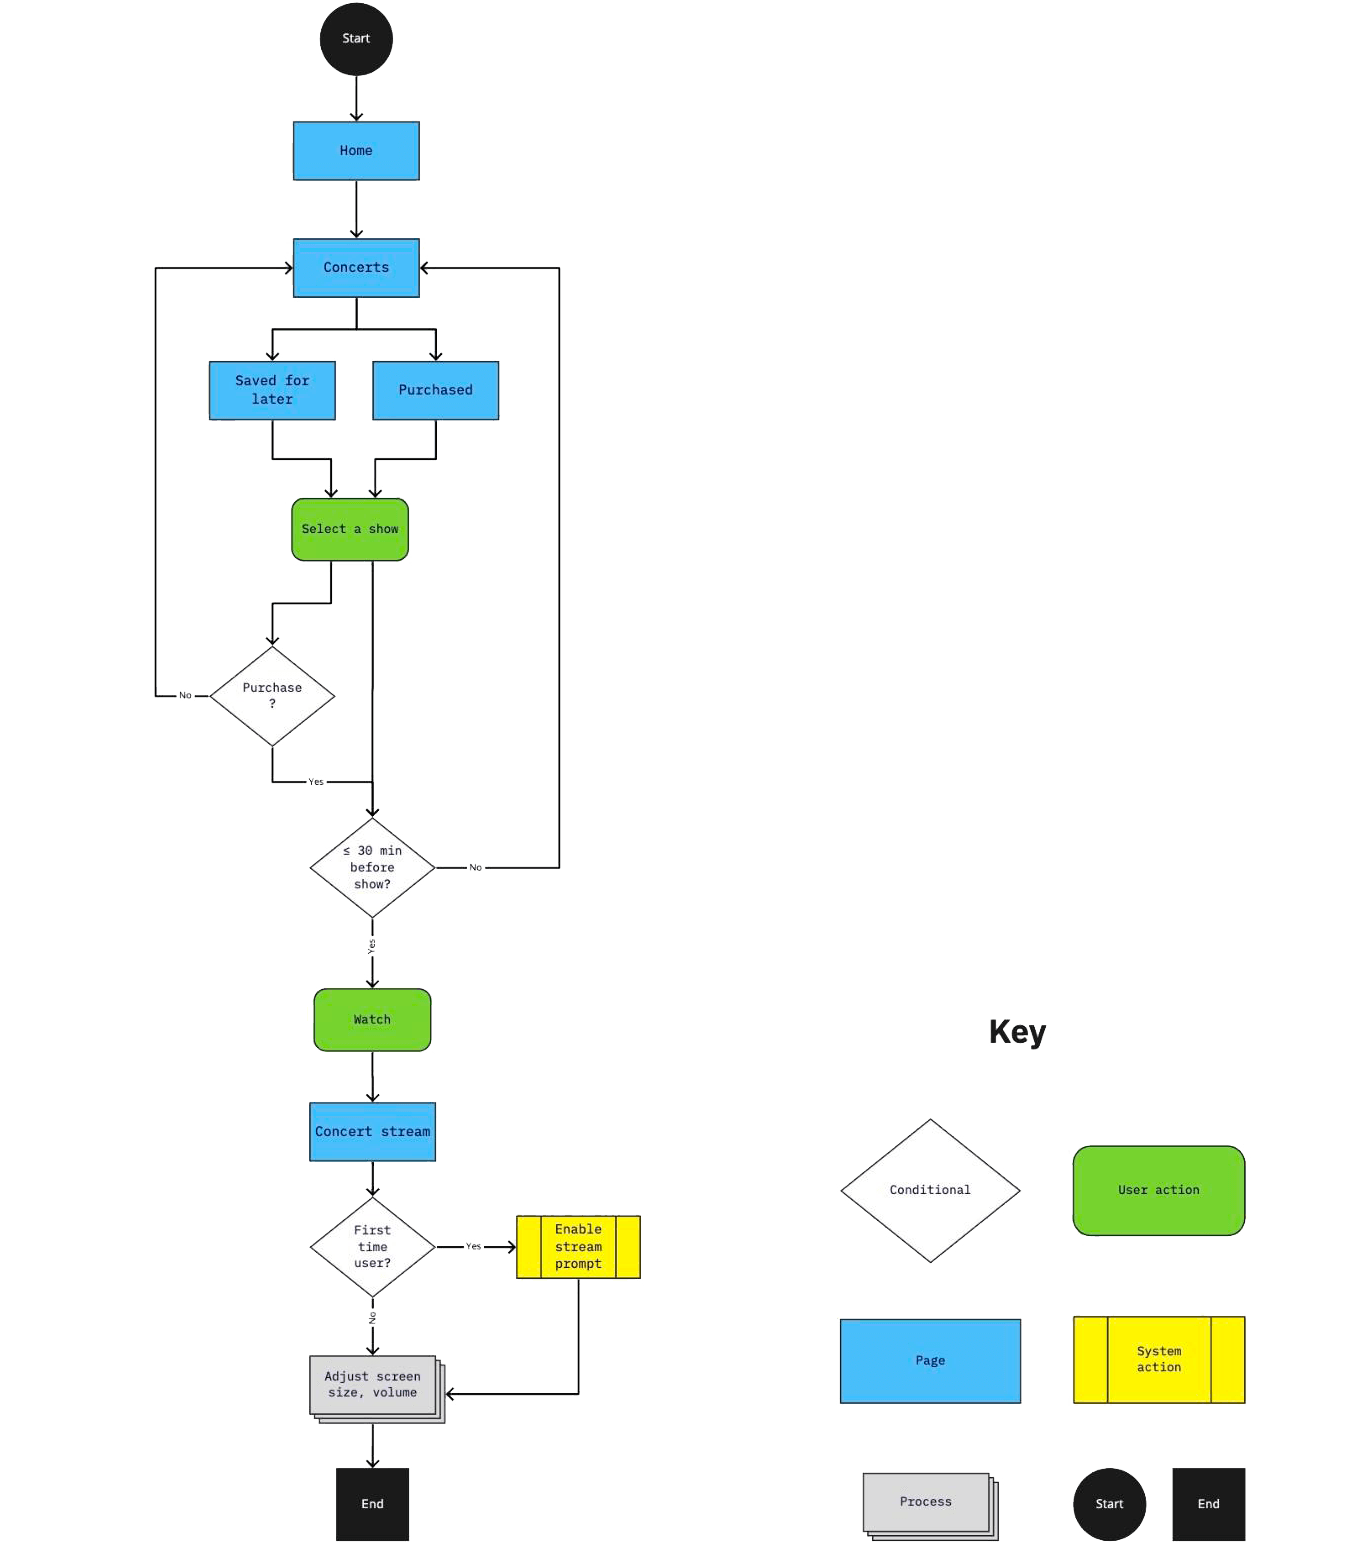 Start
Home
Concerts
Saved for
later
Purchased
Select a show
Purchase
?
No
Yes
≤ 30 min
before
show?
No
Yes
Watch
Concert stream
First
time
user?
Yes
Enable
stream
prompt
No
Adjust screen
size, volume
End
Key
Conditional
User action
Page
System
action
Process
Start
End